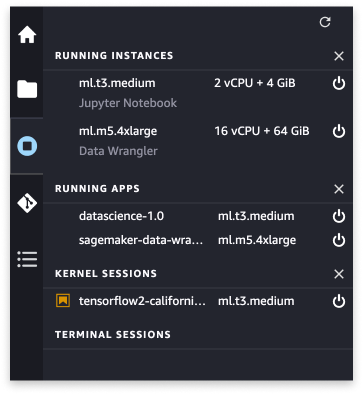 RUNNING INSTANCES
ml.t3.medium 2 vCPU + 4 GiB
Jupyter Notebook
ml.m5.4xlarge 16 vCPU + 64 GiB
Data Wrangler
RUNNING APPS
datascience-1.0 ml.t3.medium
sagemaker-data-wra... ml.m5.4xlarge
KERNEL SESSIONS
tensorflow2-californi... ml.t3.medium
TERMINAL SESSIONS